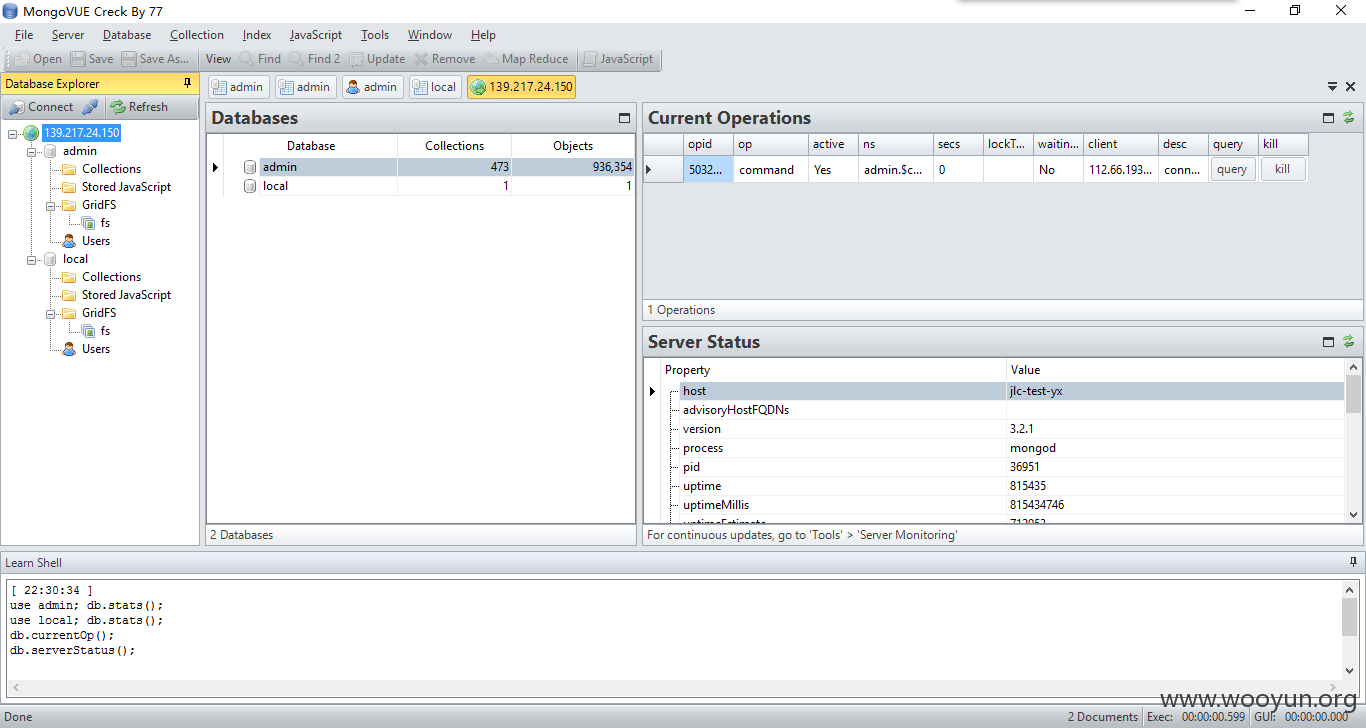 MongoVUE Creck By 77
File Server Database Collection Index JavaScript Tools Window Help
Open Save Save As... View Find Find 2 Update Remove Map Reduce JavaScript
Database Explorer
Connect Refresh
139.217.24.150
admin
Collections
Stored JavaScript
GridFS
fs
Users
local
Collections
Stored JavaScript
GridFS
fs
Users
admin admin admin local 139.217.24.150
Databases
Database Collections Objects
admin 473 936,354
local 1 1
2 Databases
Current Operations
opid op active ns secs lockT... waitin... client desc query kill
5032... command Yes admin.$c... 0 No 112.66.193... conn... query kill
1 Operations
Server Status
Property Value
host jlc-test-yx
advisoryHostFQDNs
version 3.2.1
process mongod
pid 36951
uptime 815435
uptimeMillis 815434746
For continuous updates, go to 'Tools' > 'Server Monitoring'
Learn Shell
[ 22:30:34 ]
use admin; db.stats();
use local; db.stats();
db.currentOp();
db.serverStatus();
www.wooyun.org
Done 2 Documents Exec: 00:00:00.599 GUI: 00:00:00.000